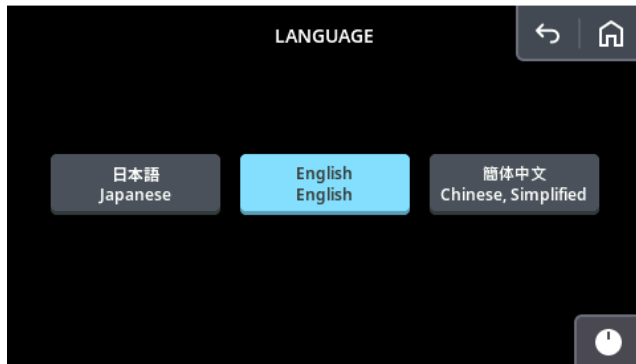 LANGUAGE
日本語
Japanese
English
English
簡体中文
Chinese, Simplified